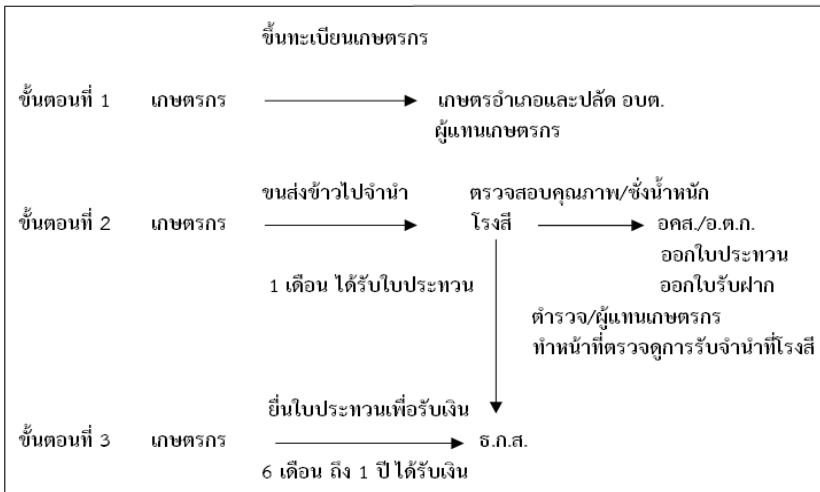 ขึ้นทะเบียนเกษตรกร
ขั้นตอนที่ 1 เกษตรกร เกษตรอำเภอและปลัด อบต.
ผู้แทนเกษตรกร
ขนส่งข้าวไปจำนำ ตรวจสอบคุณภาพ/ชั่งน้ำหนัก
ขั้นตอนที่ 2 เกษตรกร โรงสี อคส./อ.ต.ก.
ออกใบประทวน
1 เดือน ได้รับใบประทวน ออกใบรับฝาก
ตำรวจ/ผู้แทนเกษตรกร
ทำหน้าที่ตรวจดูการรับจำนำที่โรงสี
ยื่นใบประทวนเพื่อรับเงิน
ขั้นตอนที่ 3 เกษตรกร ธ.ก.ส.
6 เดือน ถึง 1 ปี ได้รับเงิน